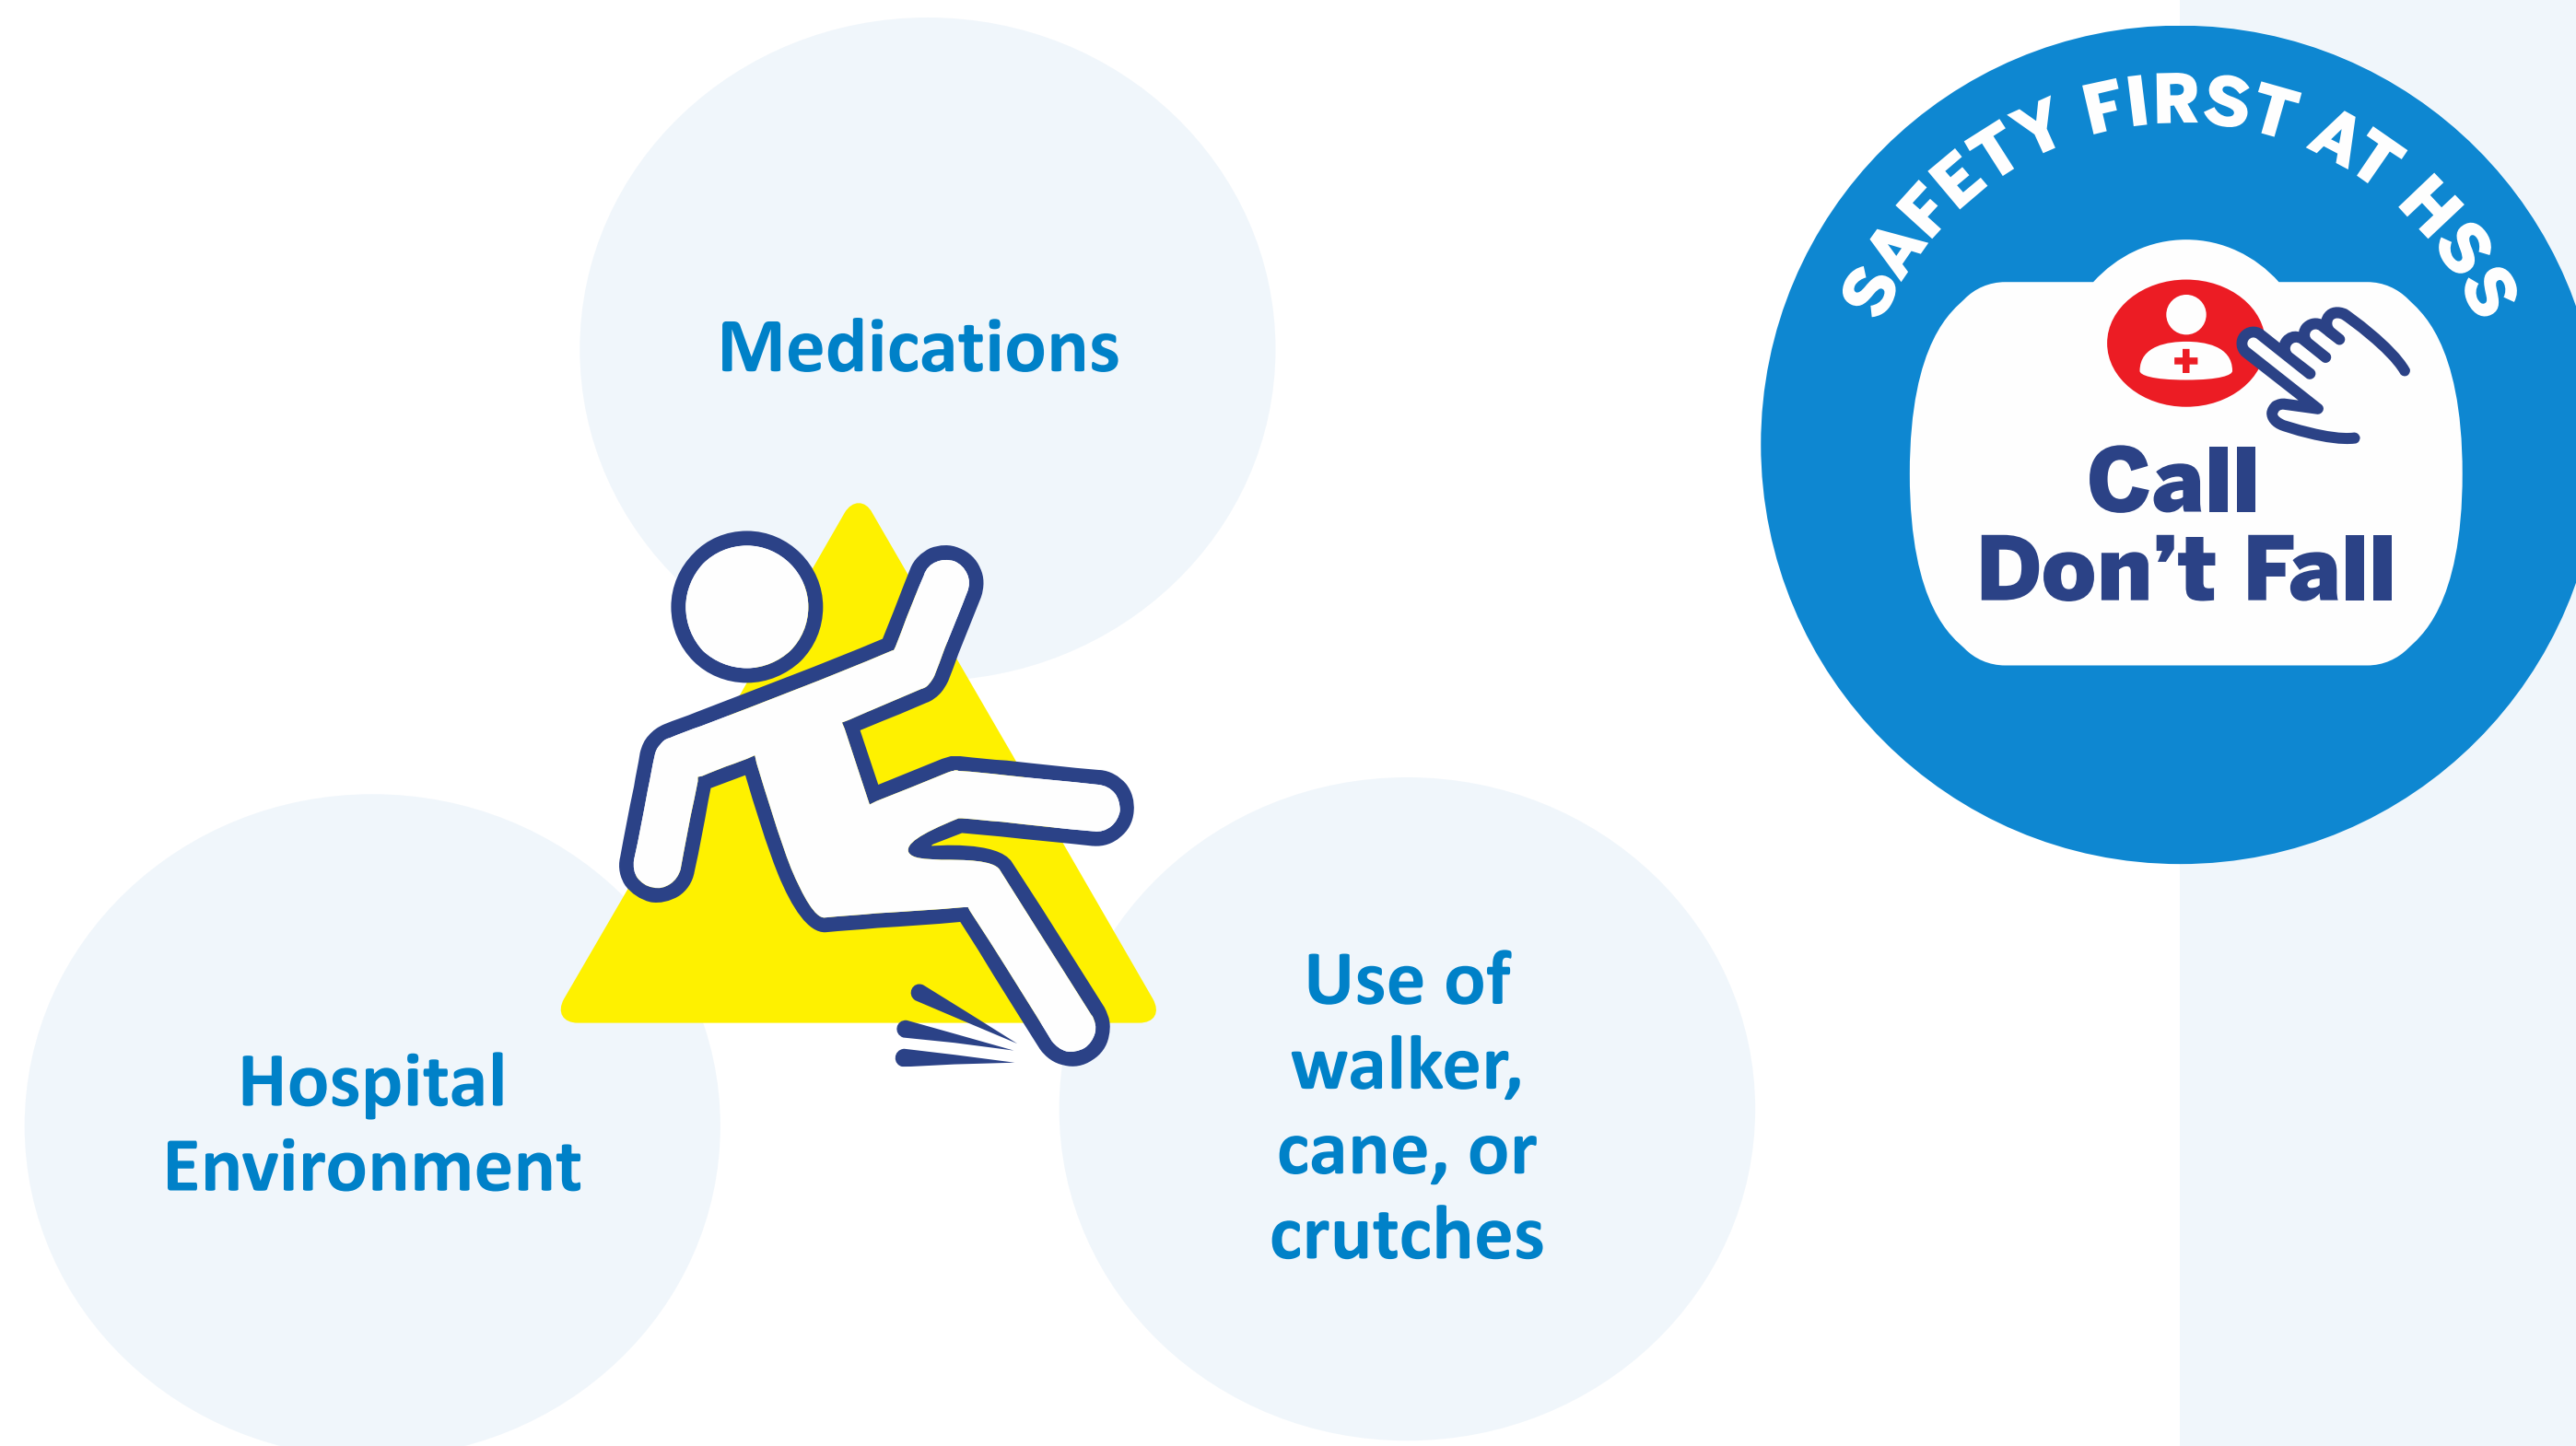 SAFETY FIRST AT HSS
Call
Don't Fall
Medications
Hospital
Environment
Use of
walker,
cane, or
crutches